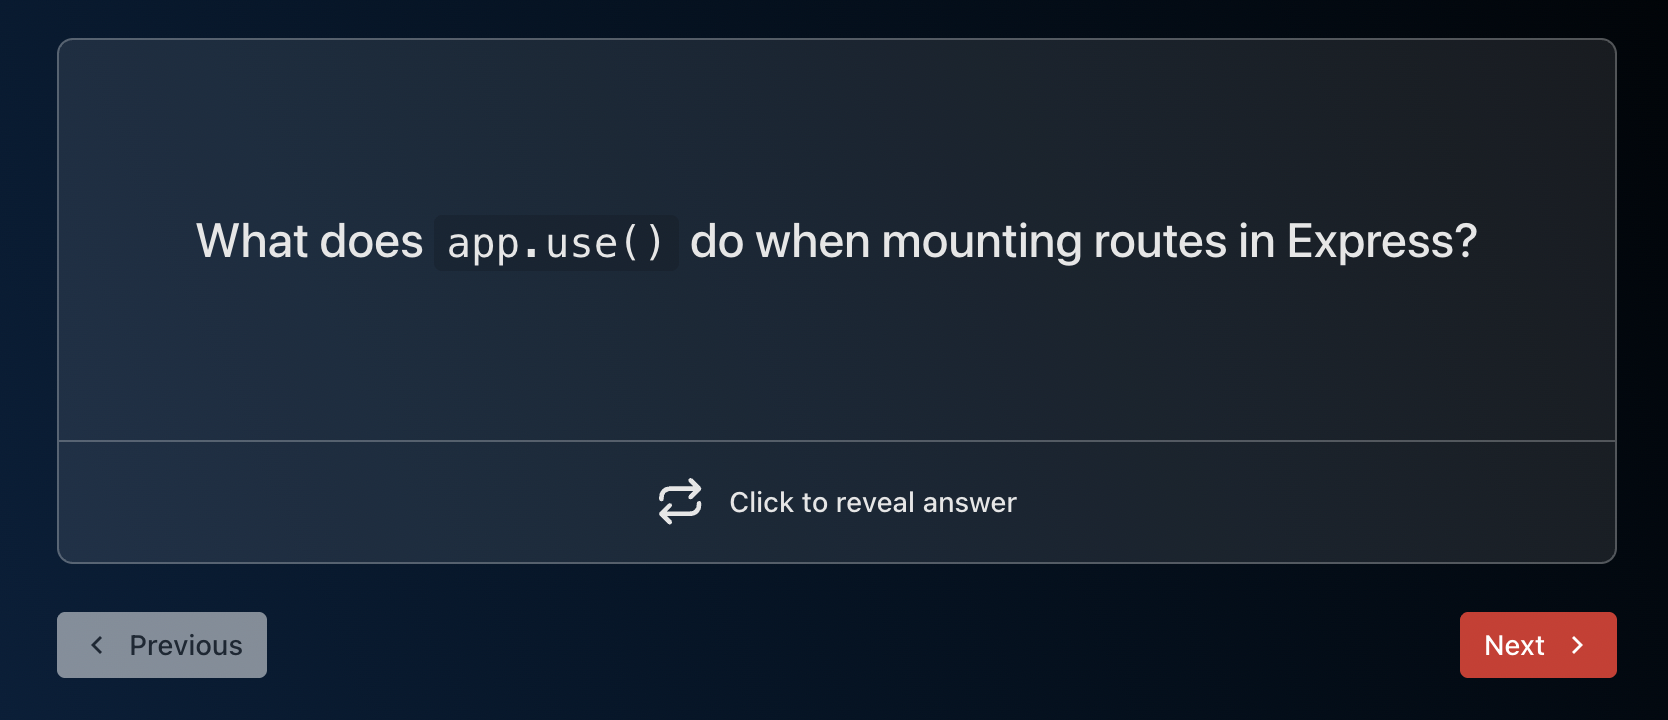 What does app.use() do when mounting routes in Express?
Click to reveal answer
Previous
Next